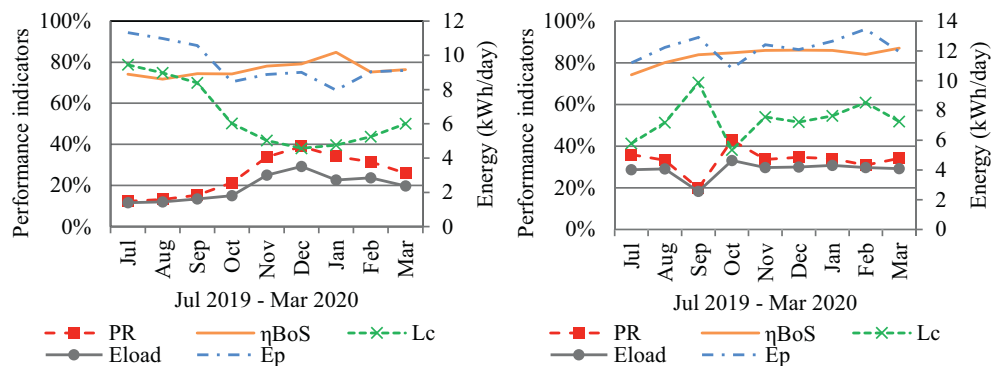 100%
80%
60%
40%
20%
0%
Performance indicators
12
10
8
6
4
2
0
Energy (kWh/day)
Jul
Aug
Sep
Oct
Nov
Dec
Jan
Feb
Mar
Jul 2019 - Mar 2020
PR
ηBoS
Lc
Eload
Ep
100%
80%
60%
40%
20%
0%
Performance indicators
14
12
10
8
6
4
2
0
Energy (kWh/day)
Jul
Aug
Sep
Oct
Nov
Dec
Jan
Feb
Mar
Jul 2019 - Mar 2020
PR
ηBoS
Lc
Eload
Ep